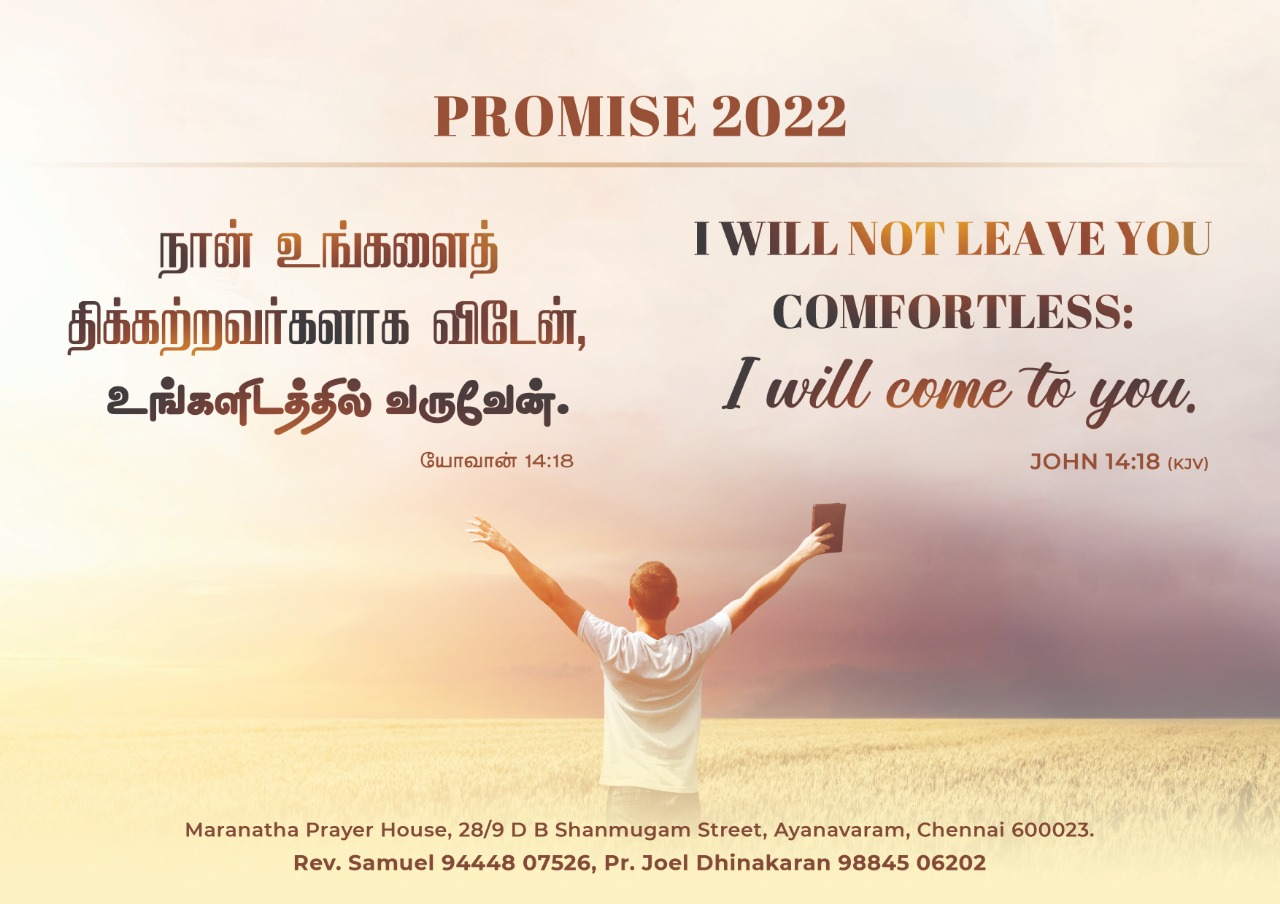 PROMISE 2022
நான் உங்களைத்
திக்கற்றவர்களாக விடேன்,
உங்களிடத்தில் வருவேன்.
யோவான் 14:18
I WILL NOT LEAVE YOU
COMFORTLESS:
I will come to you.
JOHN 14:18 (KJV)
Maranatha Prayer House, 28/9 D B Shanmugam Street, Ayanavaram, Chennai 600023.
Rev. Samuel 94448 07526, Pr. Joel Dhinakaran 98845 06202